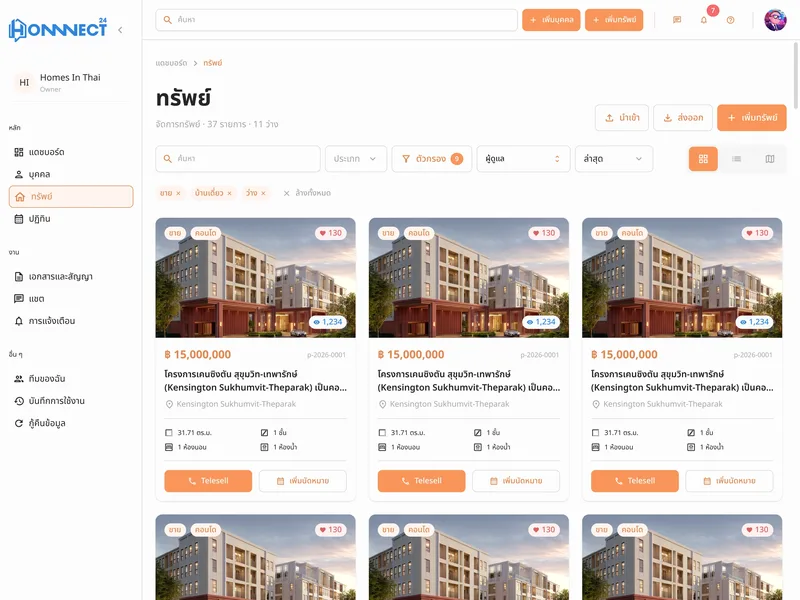 HONNNECT 24
HI
Homes In Thai
Owner
หลัก
แดชบอร์ด
บุคคล
ทรัพย์
ปฏิทิน
งาน
เอกสารและสัญญา
แชต
การแจ้งเตือน
อื่น ๆ
ทีมของฉัน
บันทึกการใช้งาน
กู้คืนข้อมูล
ค้นหา
+ เพิ่มบุคคล
+ เพิ่มทรัพย์
7
แดชบอร์ด > ทรัพย์
ทรัพย์
จัดการทรัพย์ · 37 รายการ · 11 ว่าง
นำเข้า
ส่งออก
+ เพิ่มทรัพย์
ค้นหา
ประเภท
ตัวกรอง 9
ผู้ดูแล
ล่าสุด
ขาย ×
บ้านเดี่ยว ×
ว่าง ×
× ล้างทั้งหมด
ขาย คอนโด 130
1,234
฿ 15,000,000 p-2026-0001
โครงการเคนซิงตัน สุขุมวิท-เทพารักษ์
(Kensington Sukhumvit-Theparak) เป็นคอ...
Kensington Sukhumvit-Theparak
31.71 ตร.ม. 1 ชั้น
1 ห้องนอน 1 ห้องน้ำ
Telesell เพิ่มนัดหมาย
ขาย คอนโด 130
1,234
฿ 15,000,000 p-2026-0001
โครงการเคนซิงตัน สุขุมวิท-เทพารักษ์
(Kensington Sukhumvit-Theparak) เป็นคอ...
Kensington Sukhumvit-Theparak
31.71 ตร.ม. 1 ชั้น
1 ห้องนอน 1 ห้องน้ำ
Telesell เพิ่มนัดหมาย
ขาย คอนโด 130
1,234
฿ 15,000,000 p-2026-0001
โครงการเคนซิงตัน สุขุมวิท-เทพารักษ์
(Kensington Sukhumvit-Theparak) เป็นคอ...
Kensington Sukhumvit-Theparak
31.71 ตร.ม. 1 ชั้น
1 ห้องนอน 1 ห้องน้ำ
Telesell เพิ่มนัดหมาย
ขาย คอนโด 130
ขาย คอนโด 130
ขาย คอนโด 130